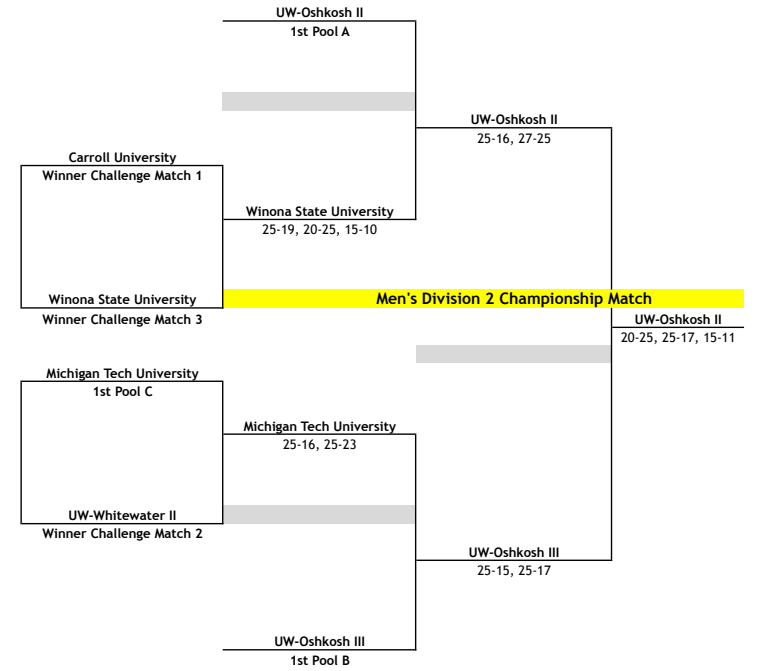 UW-Oshkosh II
1st Pool A
UW-Oshkosh II
25-16, 27-25
Carroll University
Winner Challenge Match 1
Winona State University
25-19, 20-25, 15-10
Winona State University
Men's Division 2 Championship Match
Winner Challenge Match 3
UW-Oshkosh II
20-25, 25-17, 15-11
Michigan Tech University
1st Pool C
Michigan Tech University
25-16, 25-23
UW-Whitewater II
Winner Challenge Match 2
UW-Oshkosh III
25-15, 25-17
UW-Oshkosh III
1st Pool B